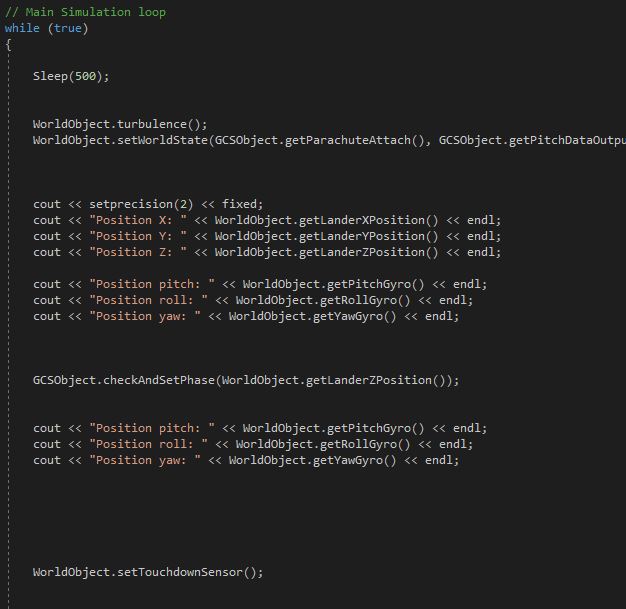 // Main Simulation loop
while (true)
{
Sleep(500);
WorldObject.turbulence();
WorldObject.setWorldState(GCSObject.getParachuteAttach(), GCSObject.getPitchDataOutpu
cout << setprecision(2) << fixed;
cout << "Position X: " << WorldObject.getLanderXPosition() << endl;
cout << "Position Y: " << WorldObject.getLanderYPosition() << endl;
cout << "Position Z: " << WorldObject.getLanderZPosition() << endl;
cout << "Position pitch: " << WorldObject.getPitchGyro() << endl;
cout << "Position roll: " << WorldObject.getRollGyro() << endl;
cout << "Position yaw: " << WorldObject.getYawGyro() << endl;
GCSObject.checkAndSetPhase(WorldObject.getLanderZPosition());
cout << "Position pitch: " << WorldObject.getPitchGyro() << endl;
cout << "Position roll: " << WorldObject.getRollGyro() << endl;
cout << "Position yaw: " << WorldObject.getYawGyro() << endl;
WorldObject.setTouchdownSensor();